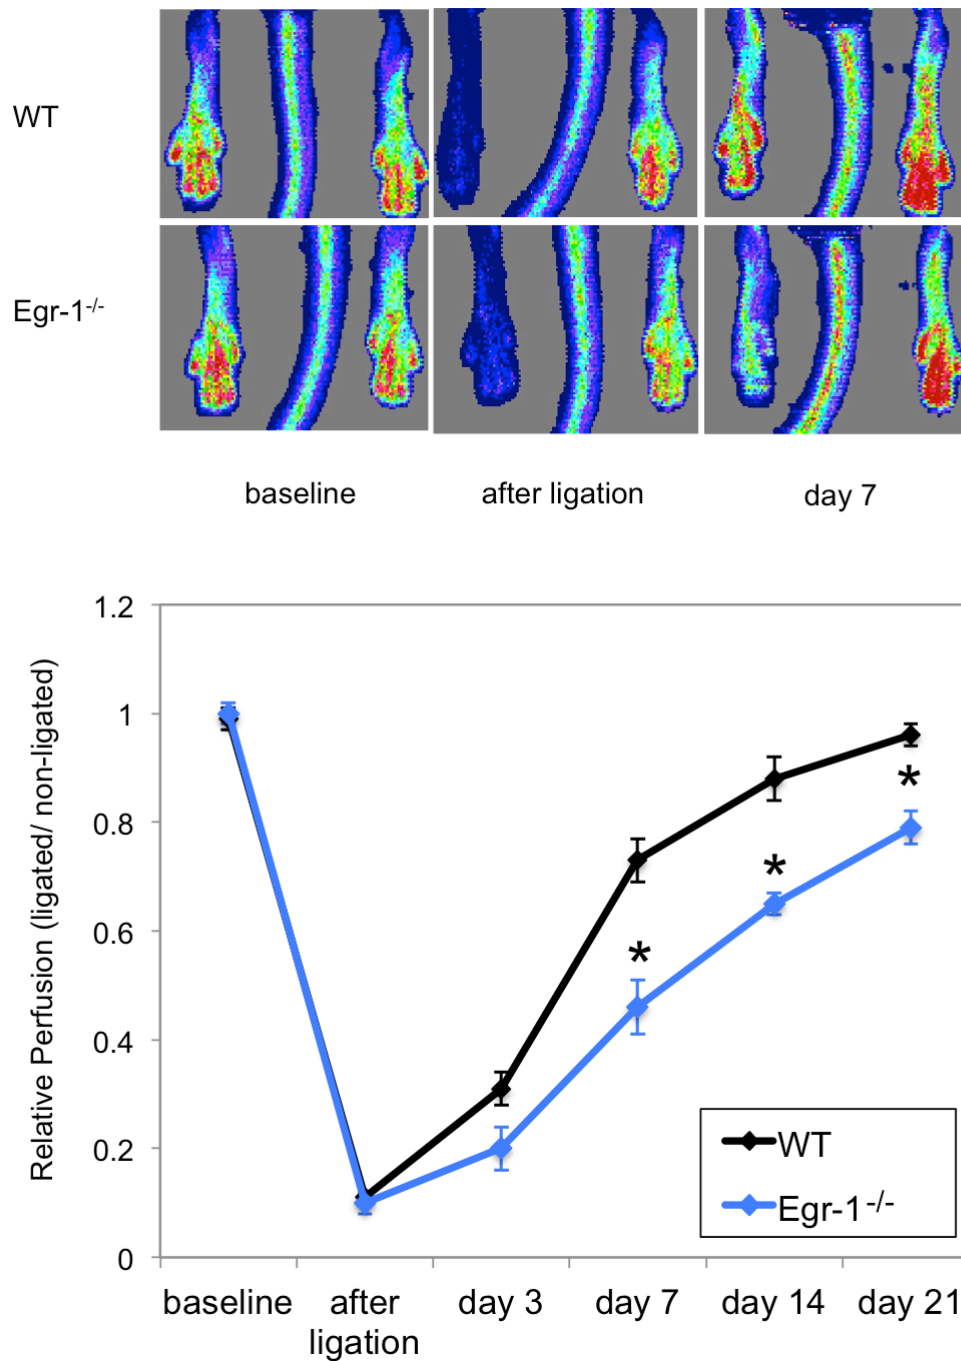 WT
Egr-1-/-
baseline
after ligation
day 7
Relative Perfusion (ligated/ non-ligated)
1.2
1
0.8
0.6
0.4
0.2
0
*
*
*
WT
Egr-1-/-
baseline
after
ligation
day 3
day 7
day 14
day 21